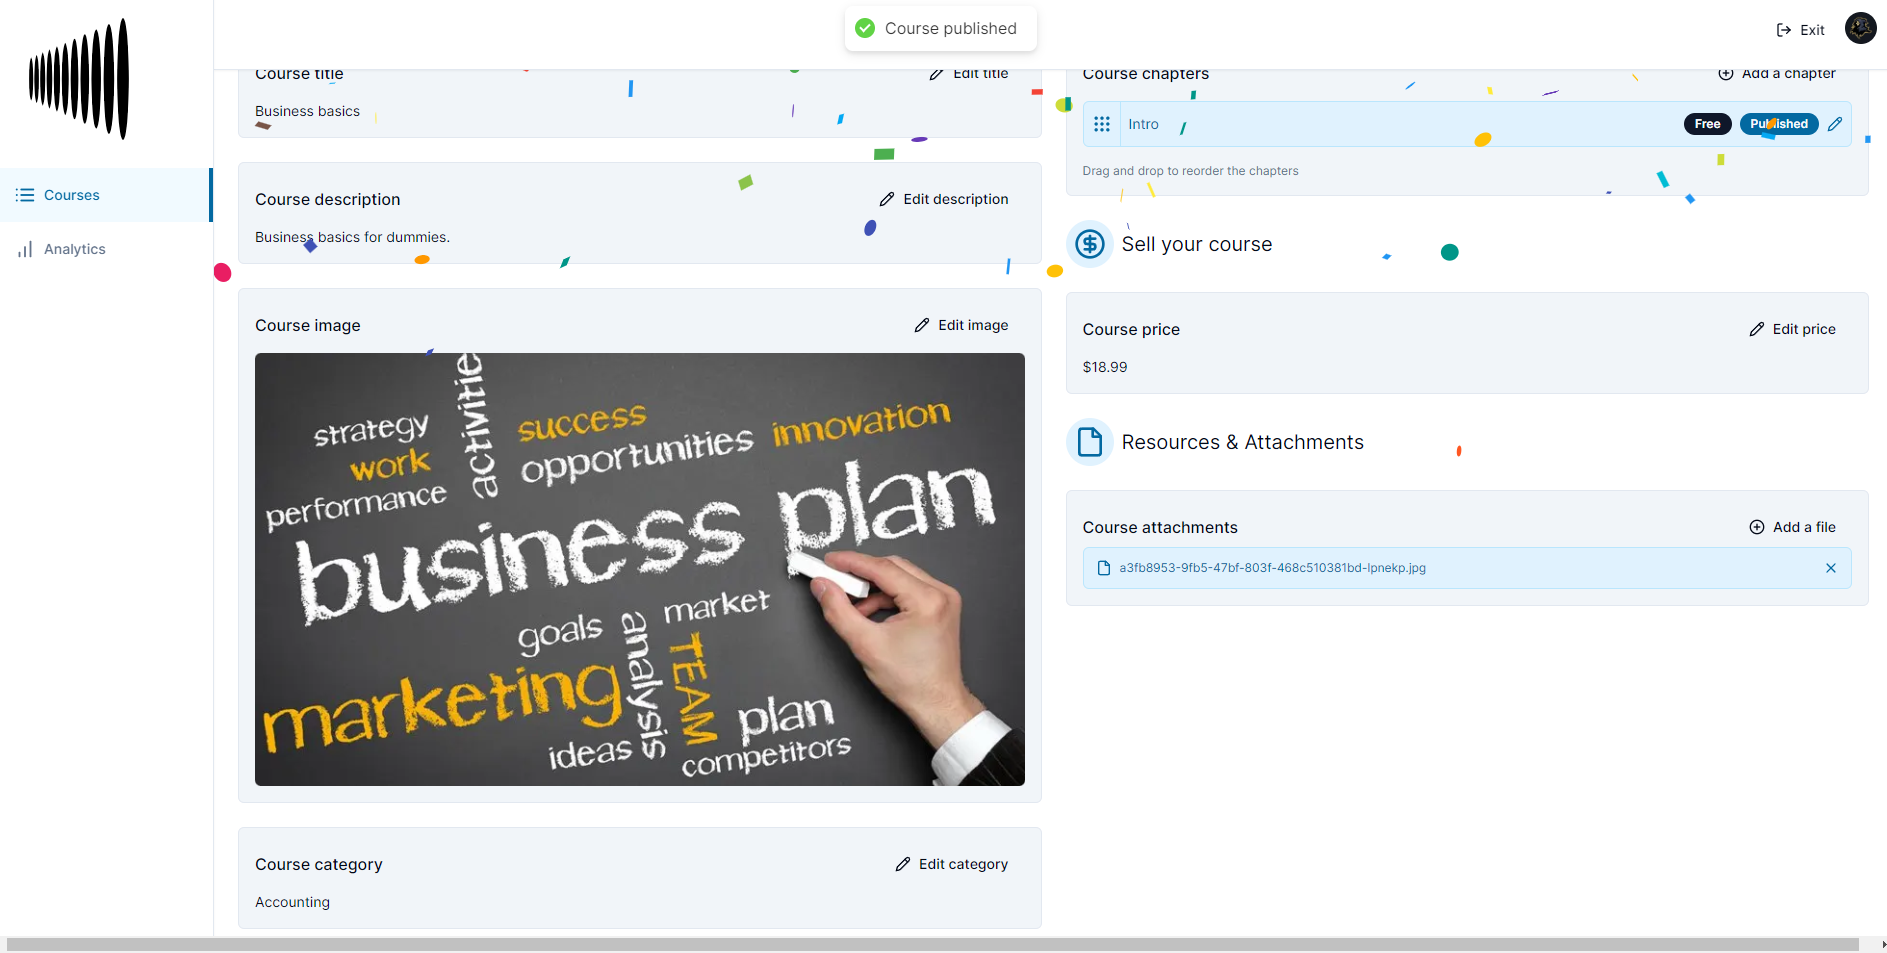 Course published
Exit
Courses
Analytics
Course title
Edit title
Business basics
Course description
Edit description
Business basics for dummies.
Course image
Edit image
strategy
work
performance
activitie
success
opportunities
innovation
business plan
goals
analysis
market
TEAM
marketing
ideas
plan
competitors
Course category
Edit category
Accounting
Course chapters
Add a chapter
Intro
Free
Published
Drag and drop to reorder the chapters
Sell your course
Course price
Edit price
$18.99
Resources & Attachments
Course attachments
Add a file
a3fb8953-9fb5-47bf-803f-468c510381bd-lpnekp.jpg